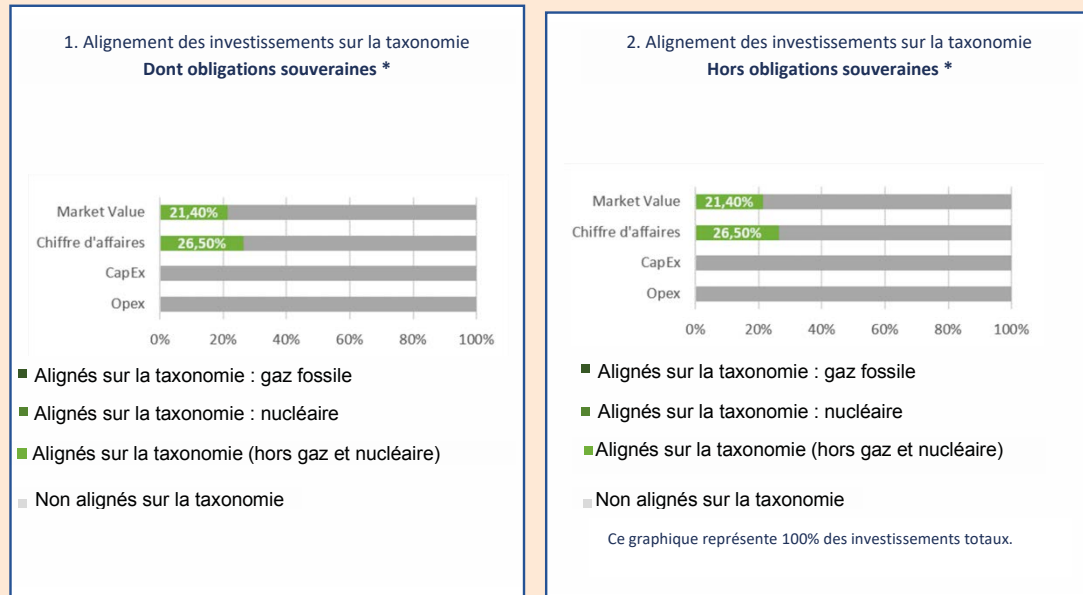 1. Alignement des investissements sur la taxonomie
Dont obligations souveraines *
Market Value 21,40%
Chiffre d'affaires 26,50%
CapEx
Opex
0% 20% 40% 60% 80% 100%
Alignés sur la taxonomie : gaz fossile
Alignés sur la taxonomie : nucléaire
Alignés sur la taxonomie (hors gaz et nucléaire)
Non alignés sur la taxonomie
2. Alignement des investissements sur la taxonomie
Hors obligations souveraines *
Market Value 21,40%
Chiffre d'affaires 26,50%
CapEx
Opex
0% 20% 40% 60% 80% 100%
Alignés sur la taxonomie : gaz fossile
Alignés sur la taxonomie : nucléaire
Alignés sur la taxonomie (hors gaz et nucléaire)
Non alignés sur la taxonomie
Ce graphique représente 100% des investissements totaux.